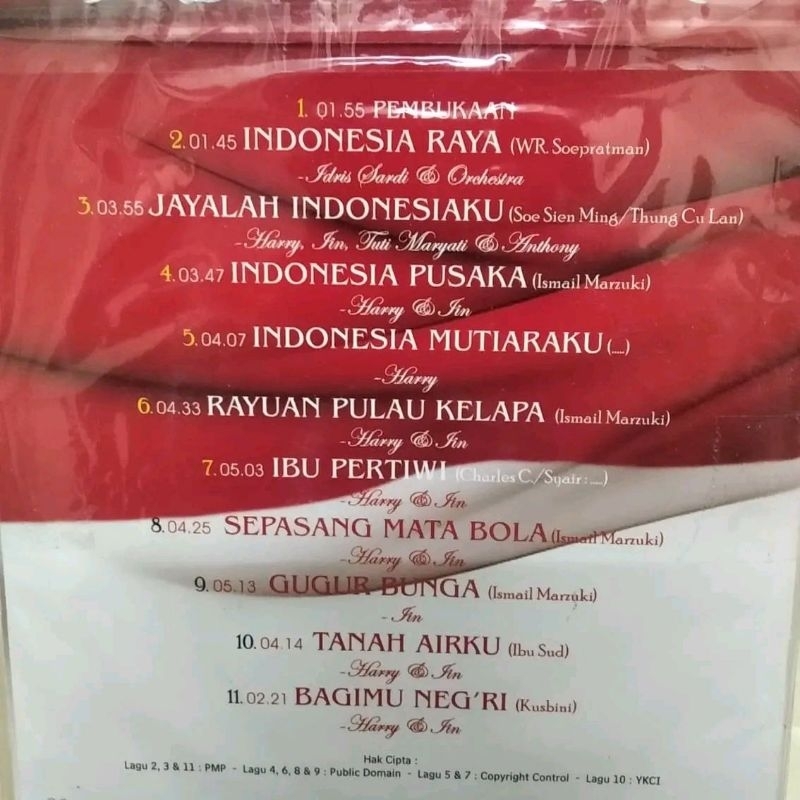 1. 01.55 PEMBUKAAN
2. 01.45 INDONESIA RAYA (WR. Soepratman)
-Idris Sardi & Orchestra
3. 03.55 JAYALAH INDONESIAKU (Soe Sien Ming/Thung Cu Lan)
-Harry, Iin, Tuti Maryati & Anthony
4. 03.47 INDONESIA PUSAKA (Ismail Marzuki)
-Harry & Iin
5. 04.07 INDONESIA MUTIARAKU (.....)
-Harry
6. 04.33 RAYUAN PULAU KELAPA (Ismail Marzuki)
-Harry & Iin
7. 05.03 IBU PERTIWI (Charles C./Syair : .....)
-Harry & Iin
8. 04.25 SEPASANG MATA BOLA (Ismail Marzuki)
-Harry & Iin
9. 05.13 GUGUR BUNGA (Ismail Marzuki)
- Iin
10. 04.14 TANAH AIRKU (Ibu Sud)
-Harry & Iin
11. 02.21 BAGIMU NEG'RI (Kusbini)
-Harry & Iin
Hak Cipta :
Lagu 2, 3 & 11 : PMP - Lagu 4, 6, 8 & 9 : Public Domain - Lagu 5 & 7 : Copyright Control - Lagu 10 : YKCI